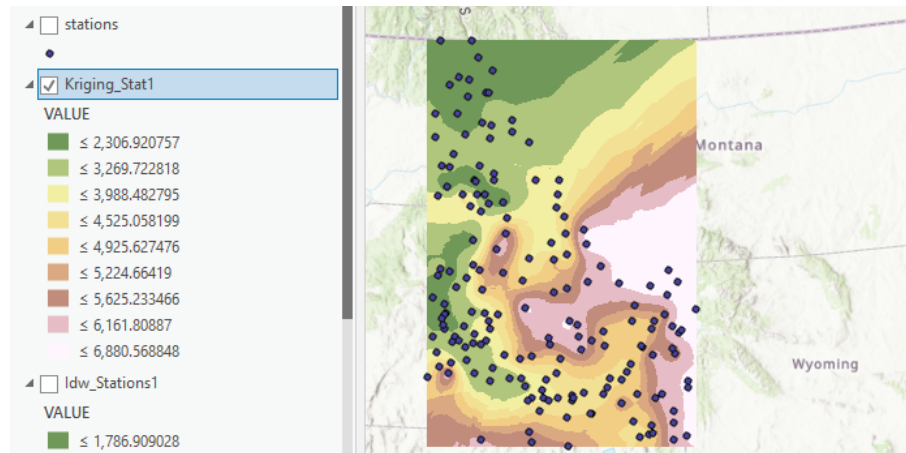 stations
Kriging_Stat1
VALUE
≤ 2,306.920757
≤ 3,269.722818
≤ 3,988.482795
≤ 4,525.058199
≤ 4,925.627476
≤ 5,224.66419
≤ 5,625.233466
≤ 6,161.80887
≤ 6,880.568848
Idw_Stations1
VALUE
≤ 1,786.909028
Montana
Wyoming